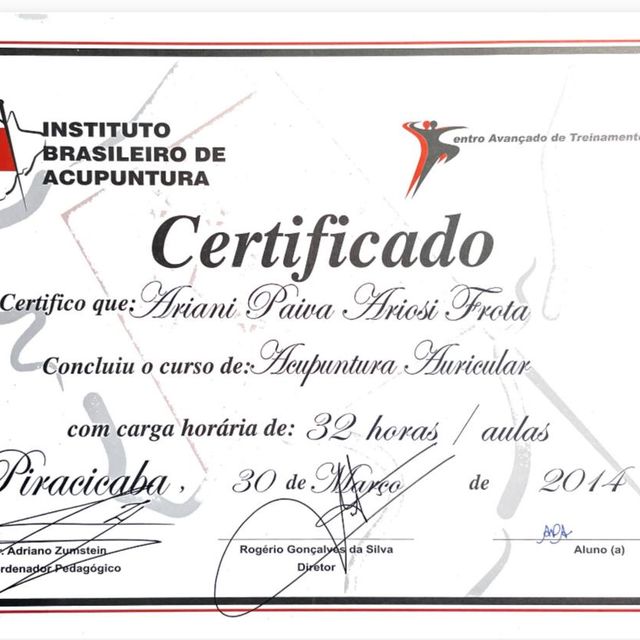 INSTITUTO
BRASILEIRO DE
ACUPUNTURA
entro Avançado de Treinamento
Certificado
Certifico que: Ariani Paiva Ariosi Frota
Concluiu o curso de: Acupuntura Auricular
com carga horária de: 32 horas / aulas
Piracicaba, 30 de Março de 2014
. Adriano Zumstein
ordenador Pedagógico
Rogério Gonçalves da Silva
Diretor
APA
Aluno (a)